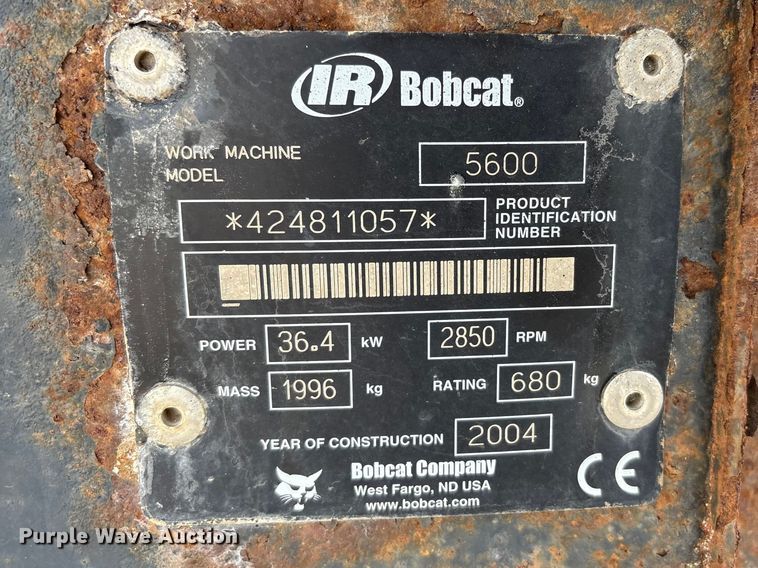 IR Bobcat®
WORK MACHINE
MODEL
5600
*424811057*
PRODUCT
IDENTIFICATION
NUMBER
POWER 36.4 kW 2850 RPM
MASS 1996 kg RATING 680 kg
YEAR OF CONSTRUCTION 2004
Bobcat Company
West Fargo, ND USA
www.bobcat.com
CE
Purple Wave Auction